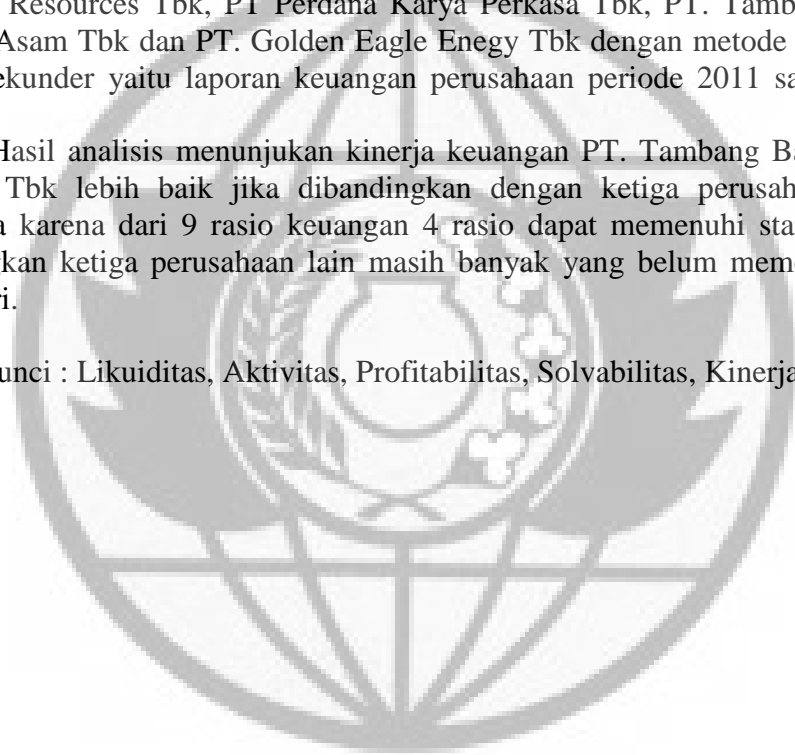 Resources Tbk, PT Perdana Karya Perkasa Tbk, PT. Tamb
Asam Tbk dan PT. Golden Eagle Enegy Tbk dengan metode
ekunder yaitu laporan keuangan perusahaan periode 2011 sa
Hasil analisis menunjukan kinerja keuangan PT. Tambang Ba
Tbk lebih baik jika dibandingkan dengan ketiga perusah
a karena dari 9 rasio keuangan 4 rasio dapat memenuhi sta
gkan ketiga perusahaan lain masih banyak yang belum mem
ri.
unci : Likuiditas, Aktivitas, Profitabilitas, Solvabilitas, Kinerja